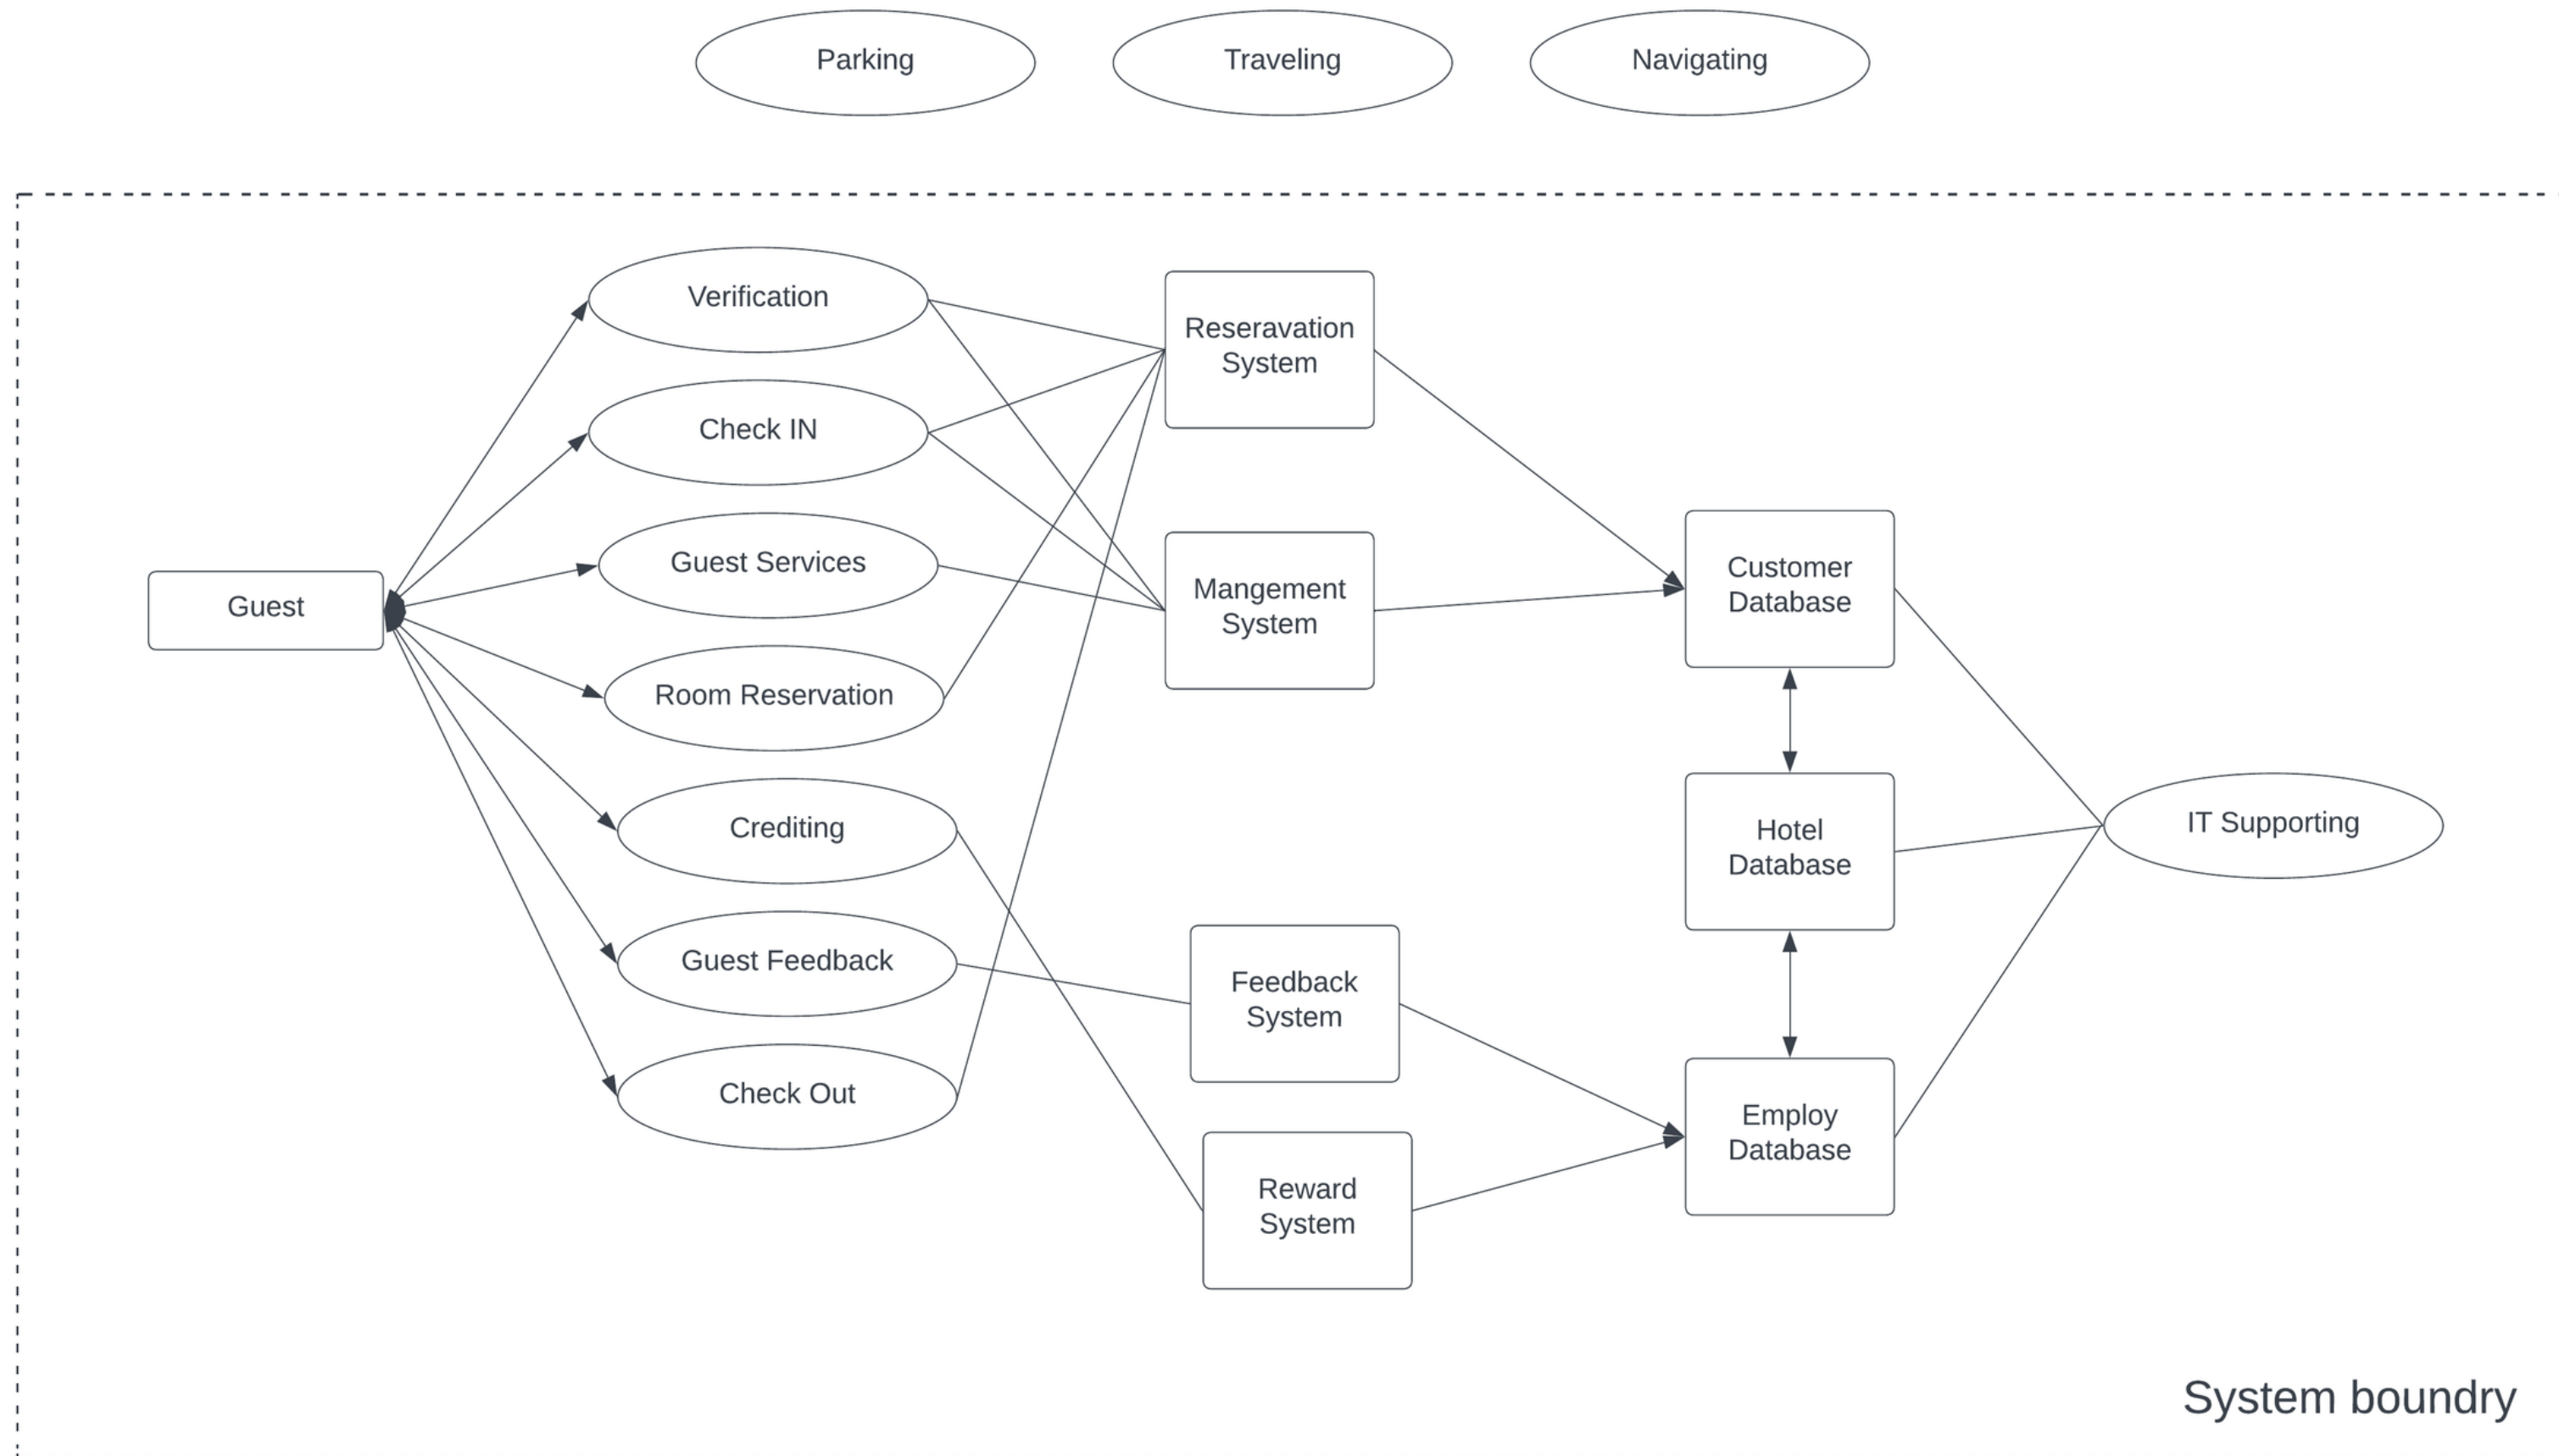 Parking
Traveling
Navigating
Verification
Check IN
Guest Services
Guest
Room Reservation
Crediting
Guest Feedback
Check Out
Reseravation
System
Mangement
System
Feedback
System
Reward
System
Customer
Database
Hotel
Database
Employ
Database
IT Supporting
System boundry